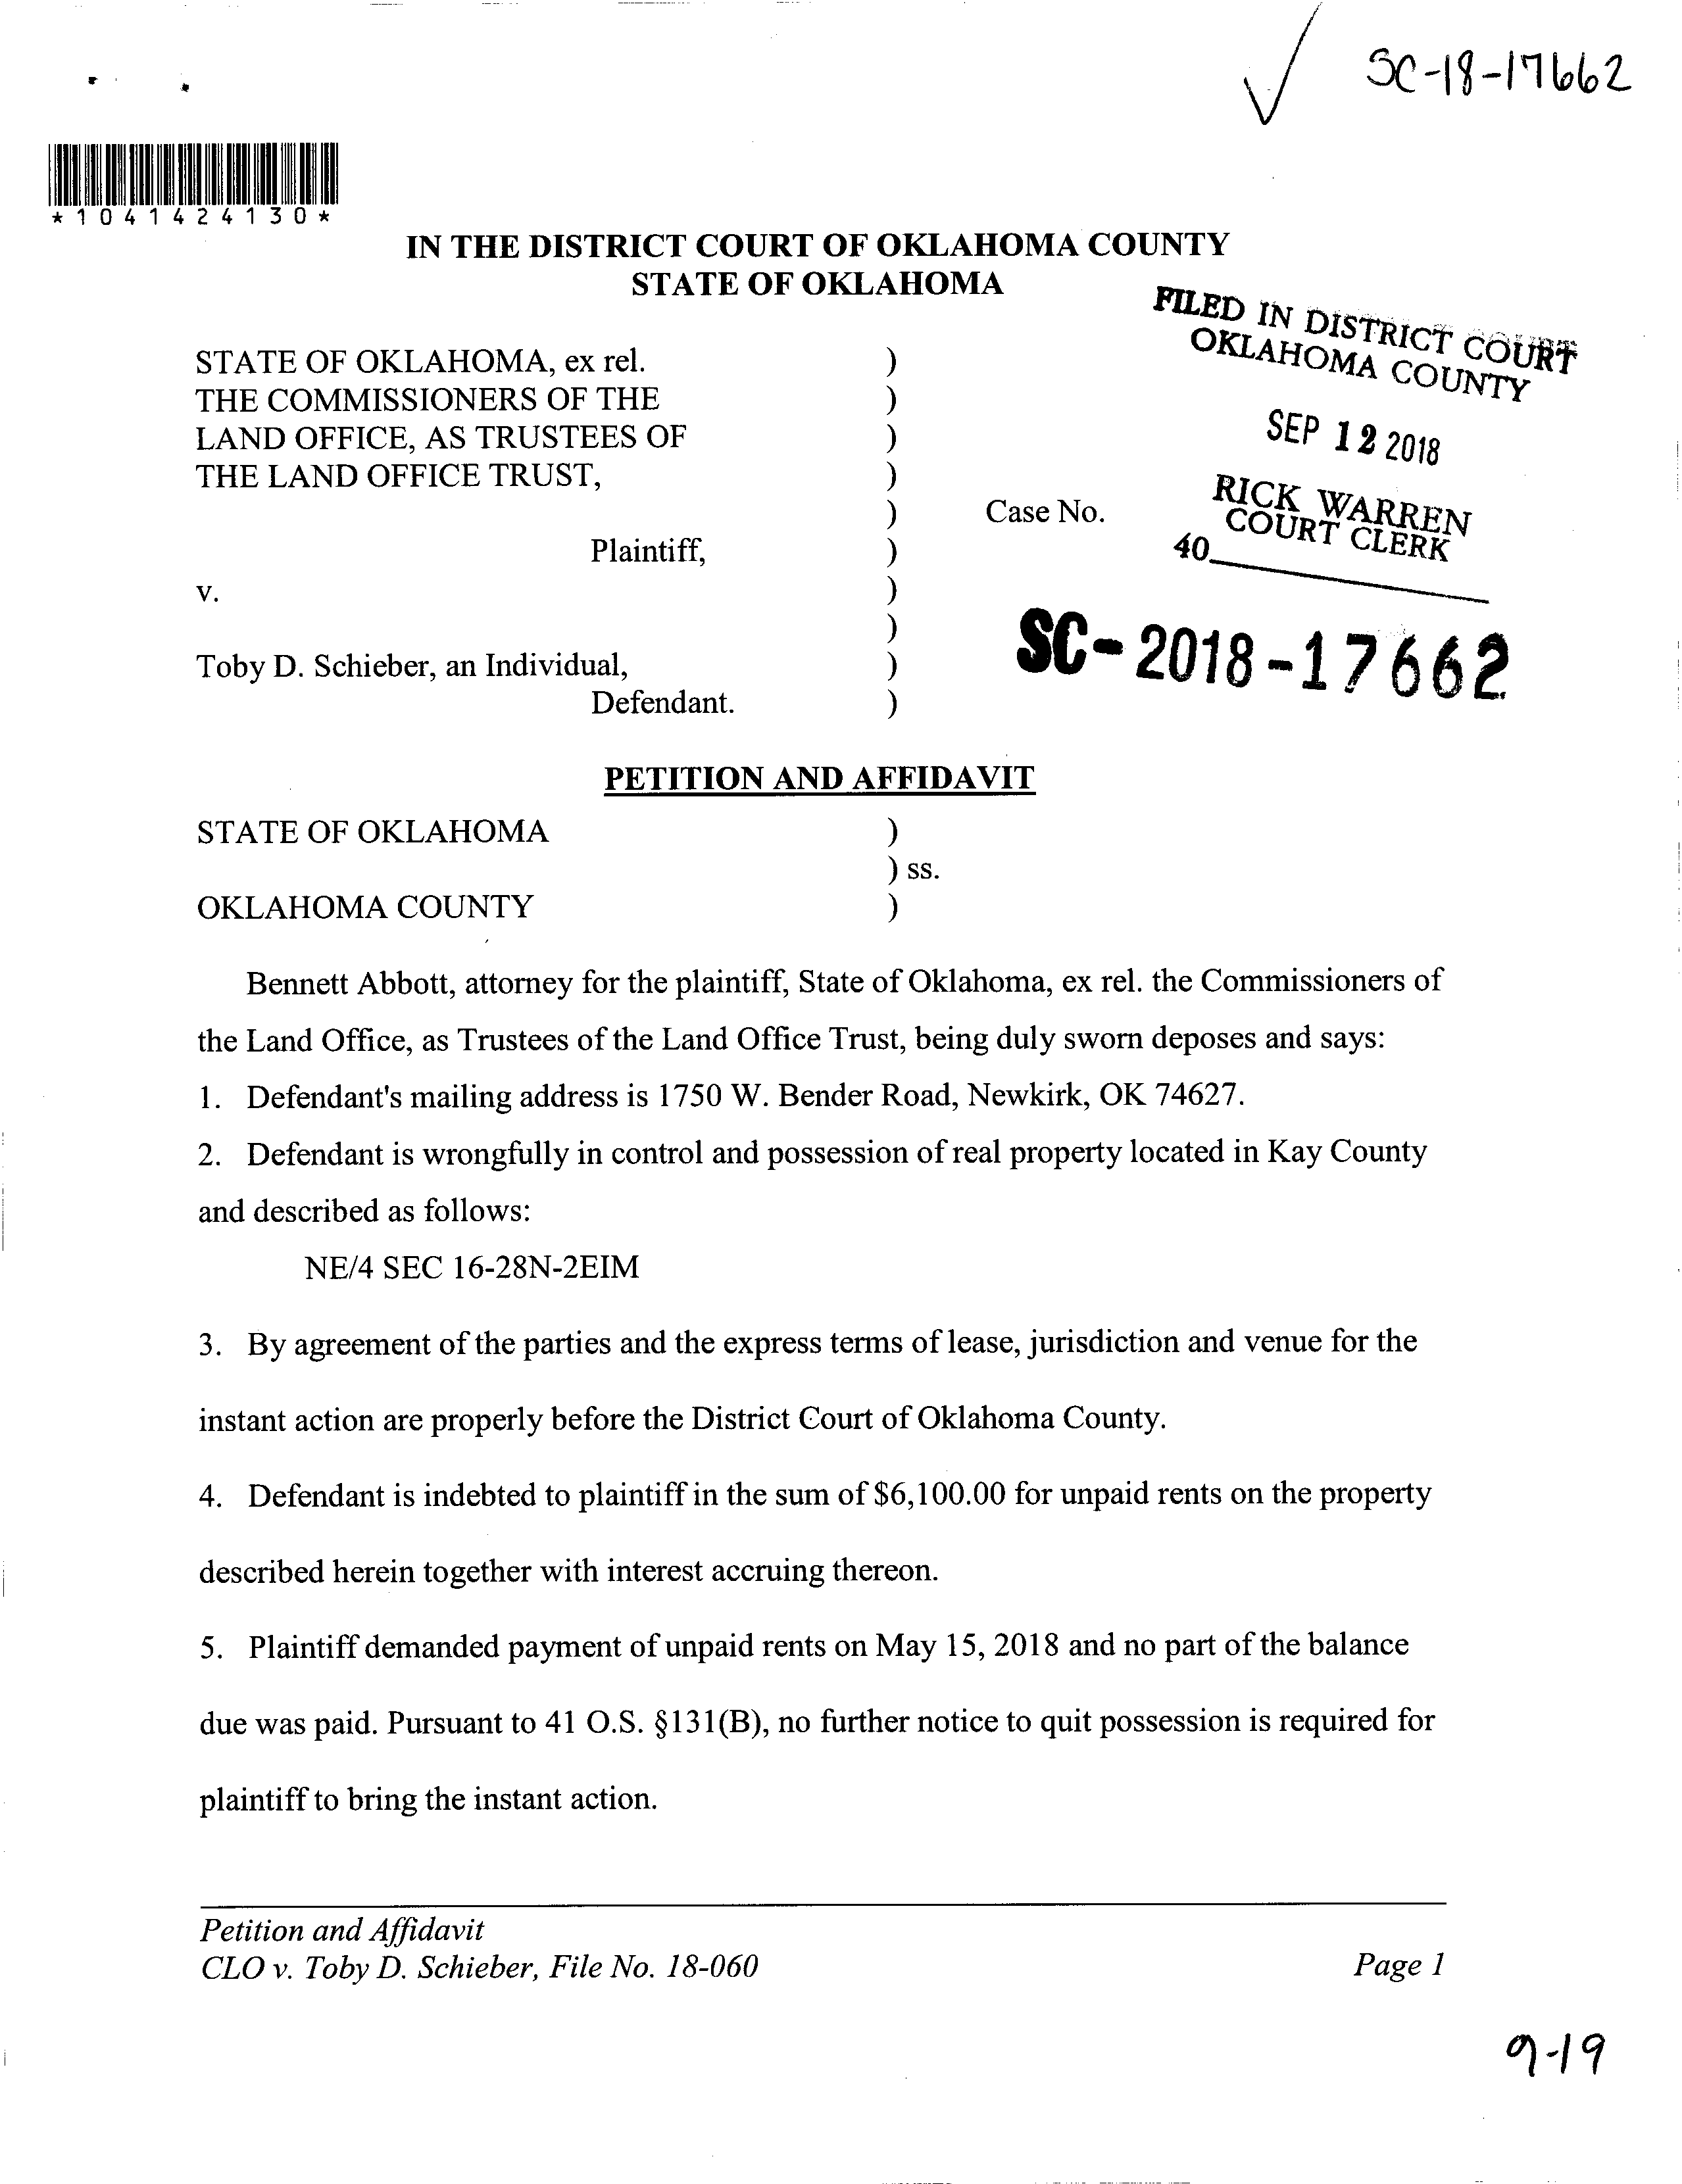 SC-18-17662
*1041424130*
IN THE DISTRICT COURT OF OKLAHOMA COUNTY
STATE OF OKLAHOMA
FILED IN DISTRICT COURT
OKLAHOMA COUNTY
SEP 12 2018
RICK WARREN
COURT CLERK
40
STATE OF OKLAHOMA, ex rel. )
THE COMMISSIONERS OF THE )
LAND OFFICE, AS TRUSTEES OF )
THE LAND OFFICE TRUST, )
) Case No.
Plaintiff, )
v. )
)
Toby D. Schieber, an Individual, )
Defendant. )
SC-2018-17662
PETITION AND AFFIDAVIT
STATE OF OKLAHOMA )
) ss.
OKLAHOMA COUNTY )
Bennett Abbott, attorney for the plaintiff, State of Oklahoma, ex rel. the Commissioners of
the Land Office, as Trustees of the Land Office Trust, being duly sworn deposes and says:
1. Defendant's mailing address is 1750 W. Bender Road, Newkirk, OK 74627.
2. Defendant is wrongfully in control and possession of real property located in Kay County
and described as follows:
NE/4 SEC 16-28N-2EIM
3. By agreement of the parties and the express terms of lease, jurisdiction and venue for the
instant action are properly before the District Court of Oklahoma County.
4. Defendant is indebted to plaintiff in the sum of $6,100.00 for unpaid rents on the property
described herein together with interest accruing thereon.
5. Plaintiff demanded payment of unpaid rents on May 15, 2018 and no part of the balance
due was paid. Pursuant to 41 O.S. §131(B), no further notice to quit possession is required for
plaintiff to bring the instant action.
Petition and Affidavit
CLO v. Toby D. Schieber, File No. 18-060 Page 1
9-19